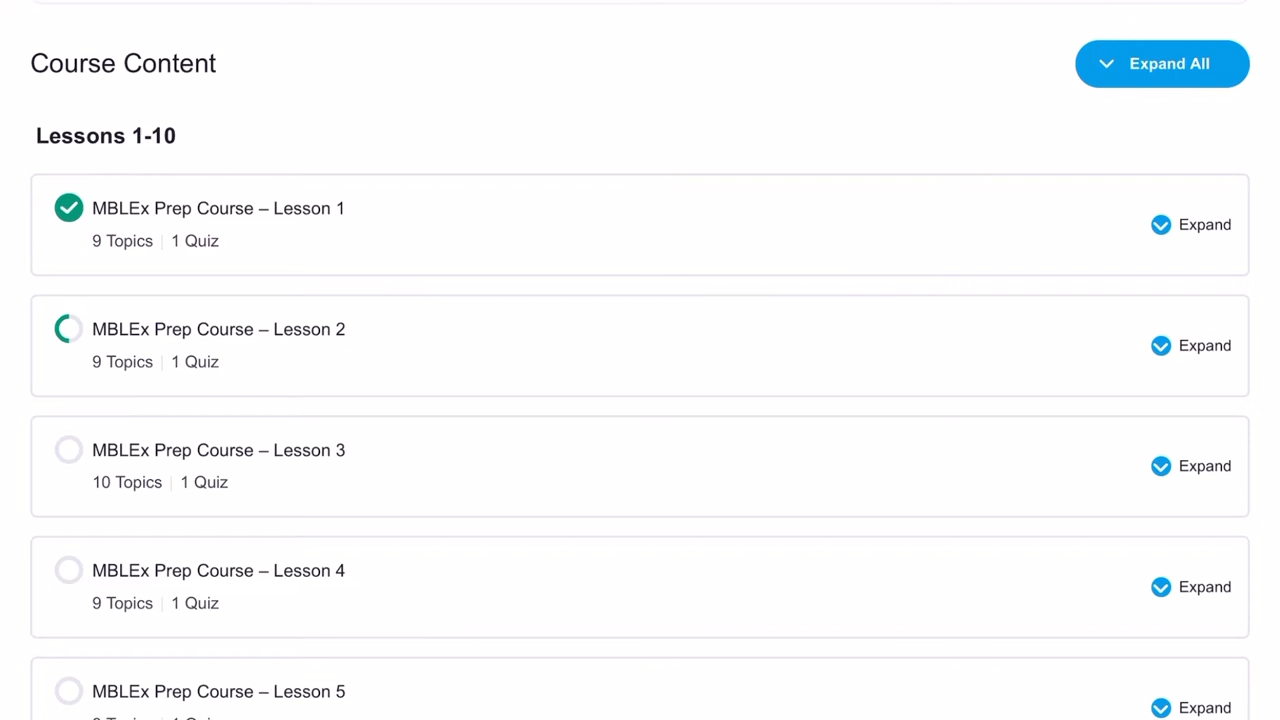 Course Content
Expand All
Lessons 1-10
MBLEx Prep Course – Lesson 1
9 Topics | 1 Quiz
Expand
MBLEx Prep Course – Lesson 2
9 Topics | 1 Quiz
Expand
MBLEx Prep Course – Lesson 3
10 Topics | 1 Quiz
Expand
MBLEx Prep Course – Lesson 4
9 Topics | 1 Quiz
Expand
MBLEx Prep Course – Lesson 5
Expand